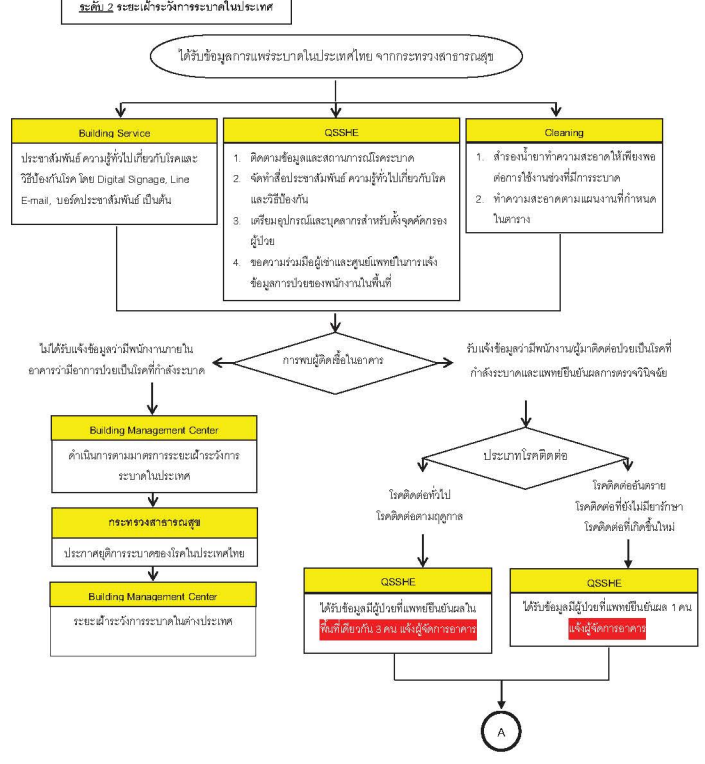 ระดับ 2 ระยะเฝ้าระวังการระบาดในประเทศ
ได้รับข้อมูลการแพร่ระบาดในประเทศไทย จากกระทรวงสาธารณสุข
Building Service
ประชาสัมพันธ์ ความรู้ทั่วไปเกี่ยวกับโรคและ
วิธีป้องกันโรค โดย Digital Signage, Line
E-mail, บอร์ดประชาสัมพันธ์ เป็นต้น
QSSHE
1. ติดตามข้อมูลและสถานการณ์โรคระบาด
2. จัดทำสื่อประชาสัมพันธ์ ความรู้ทั่วไปเกี่ยวกับโรค
และวิธีป้องกัน
3. เตรียมอุปกรณ์และบุคลากรสำหรับตั้งจุดคัดกรอง
ผู้ป่วย
4. ขอความร่วมมือผู้เช่าและศูนย์แพทย์ในการแจ้ง
ข้อมูลการป่วยของพนักงานในพื้นที่
Cleaning
1. สำรองน้ำยาทำความสะอาดให้เพียงพอ
ต่อการใช้งานช่วงที่มีการระบาด
2. ทำความสะอาดตามแผนงานที่กำหนด
ในตาราง
การพบผู้ติดเชื้อในอาคาร
ไม่ได้รับแจ้งข้อมูลว่ามีพนักงานภายใน
อาคารว่ามีอาการป่วยเป็นโรคที่กำลังระบาด
รับแจ้งข้อมูลว่ามีพนักงาน/ผู้มาติดต่อป่วยเป็นโรคที่
กำลังระบาดและแพทย์ยืนยันผลการตรวจวินิจฉัย
Building Management Center
ดำเนินการตามมาตรการระยะเฝ้าระวังการ
ระบาดในประเทศ
กระทรวงสาธารณสุข
ประกาศยุติการระบาดของโรคในประเทศไทย
Building Management Center
ระยะเฝ้าระวังการระบาดในต่างประเทศ
ประเภทโรคติดต่อ
โรคติดต่อทั่วไป
โรคติดต่อตามฤดูกาล
โรคติดต่ออันตราย
โรคติดต่อที่ยังไม่มียารักษา
โรคติดต่อที่เกิดขึ้นใหม่
QSSHE
ได้รับข้อมูลมีผู้ป่วยที่แพทย์ยืนยันผลใน
พื้นที่เดียวกัน 3 คน แจ้งผู้จัดการอาคาร
QSSHE
ได้รับข้อมูลมีผู้ป่วยที่แพทย์ยืนยันผล 1 คน
แจ้งผู้จัดการอาคาร
A